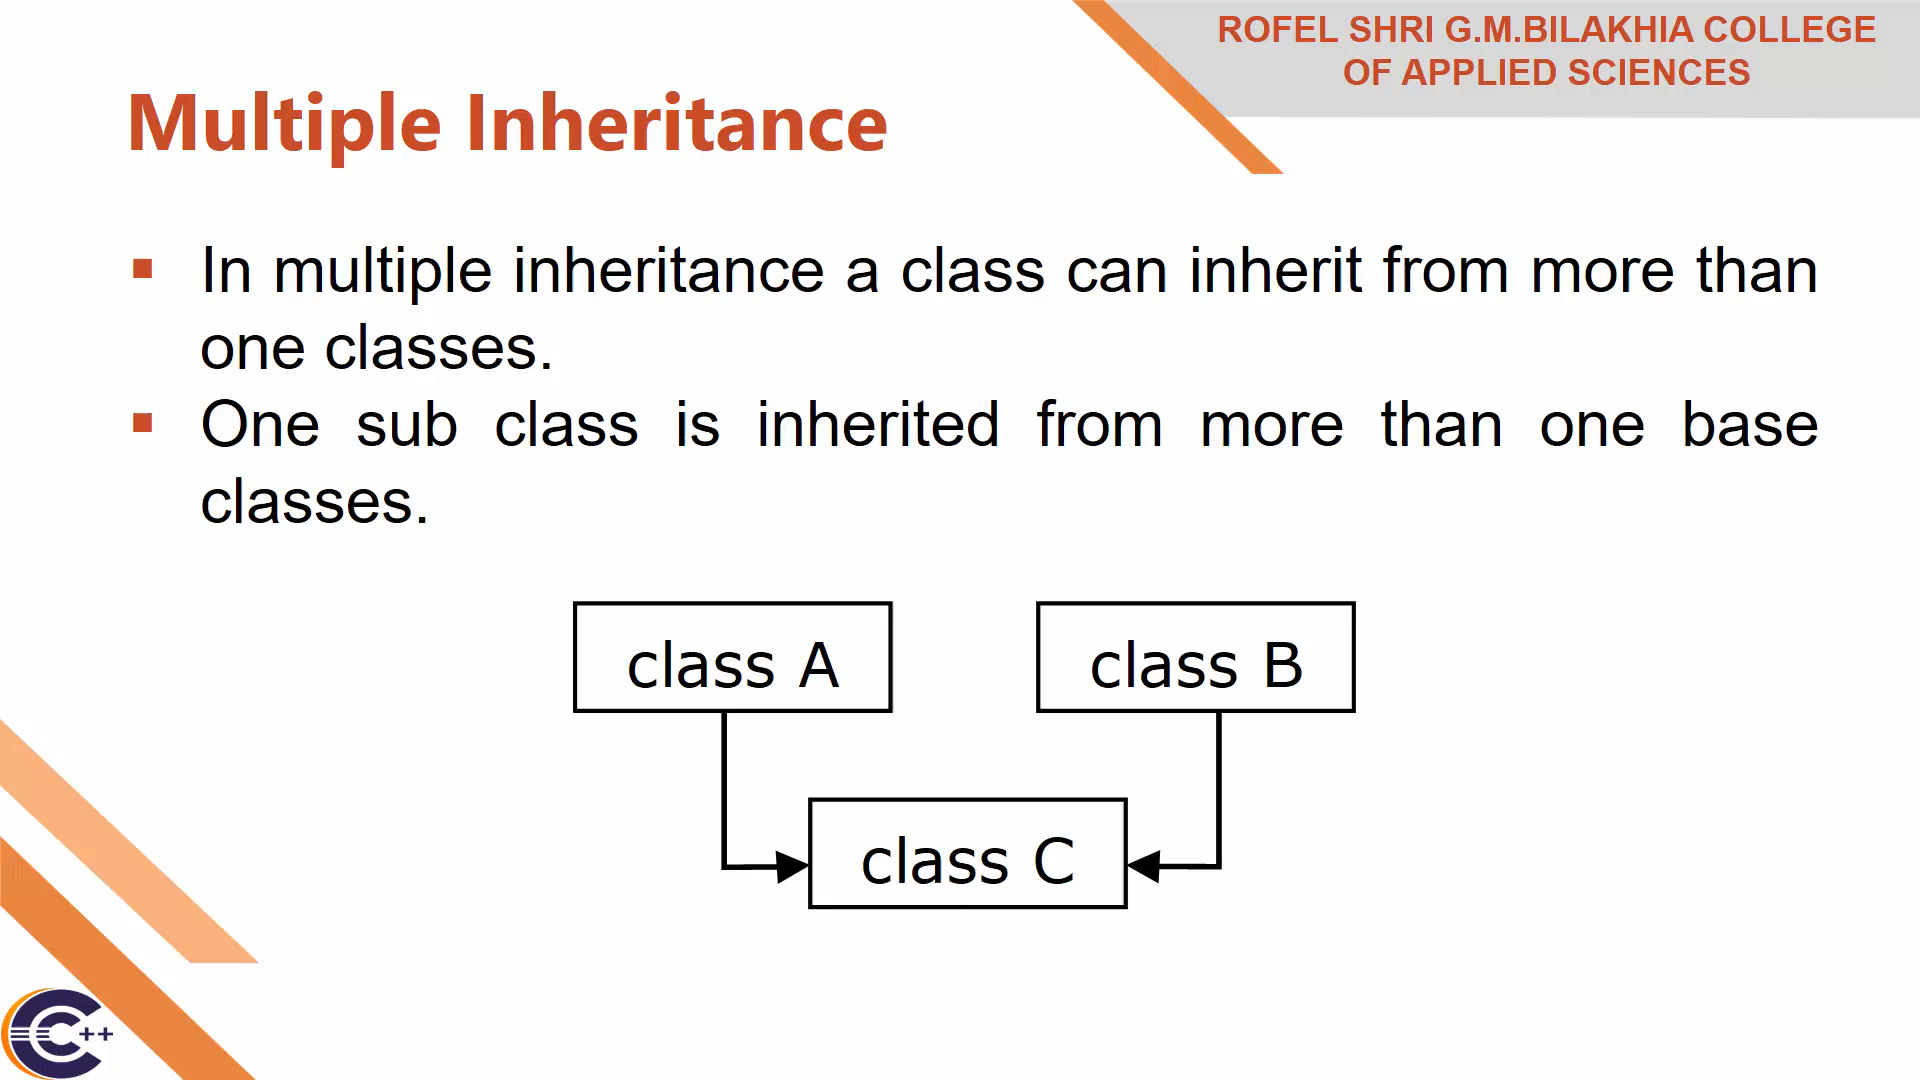 ROFEL SHRI G.M.BILAKHIA COLLEGE
OF APPLIED SCIENCES
Multiple Inheritance
▪ In multiple inheritance a class can inherit from more than
one classes.
▪ One sub class is inherited from more than one base
classes.
class A
class B
class C
C++